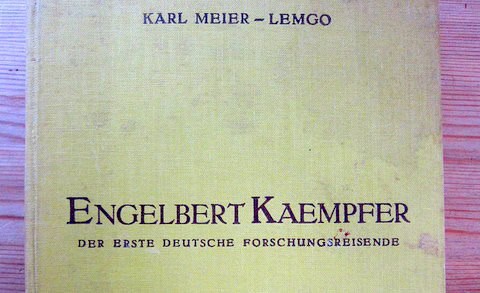 KARL MEIER – LEMGO
ENGELBERT KAEMPFER
DER ERSTE DEUTSCHE FORSCHUNGSREISENDE